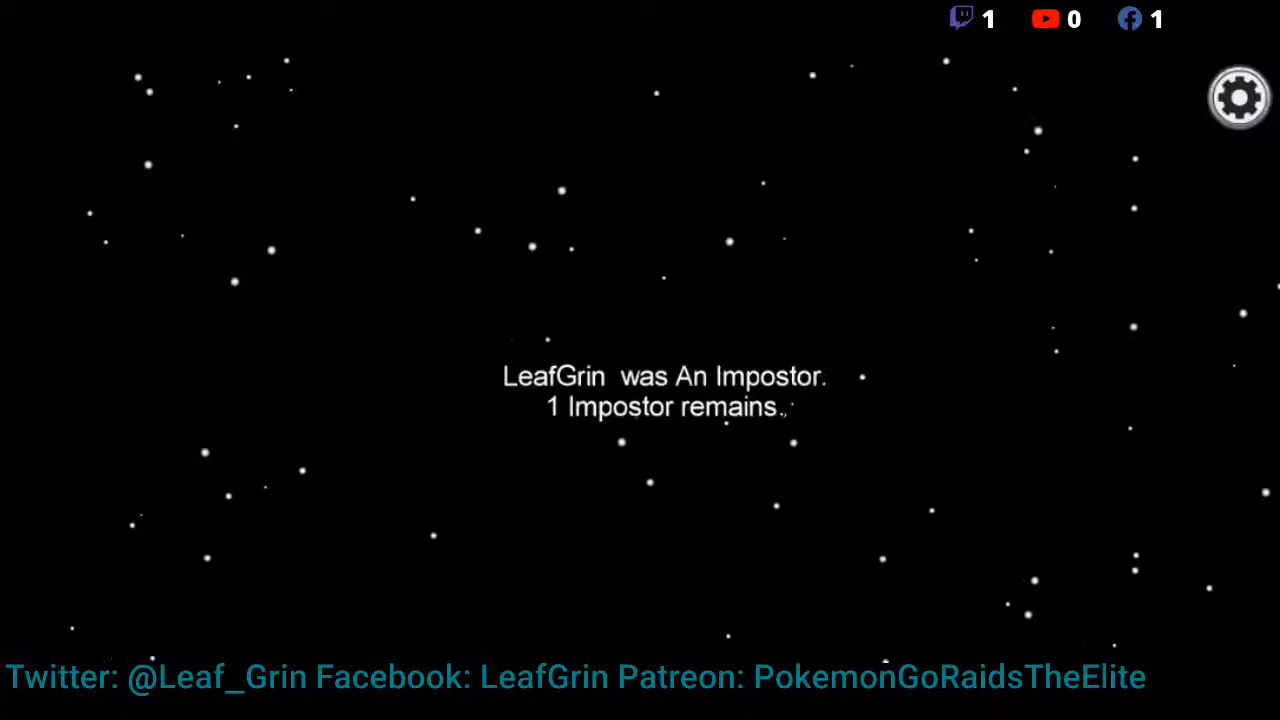 1 0 1
LeafGrin was An Impostor.
1 Impostor remains.
Twitter: @Leaf_Grin Facebook: LeafGrin Patreon: PokemonGoRaidsTheElite